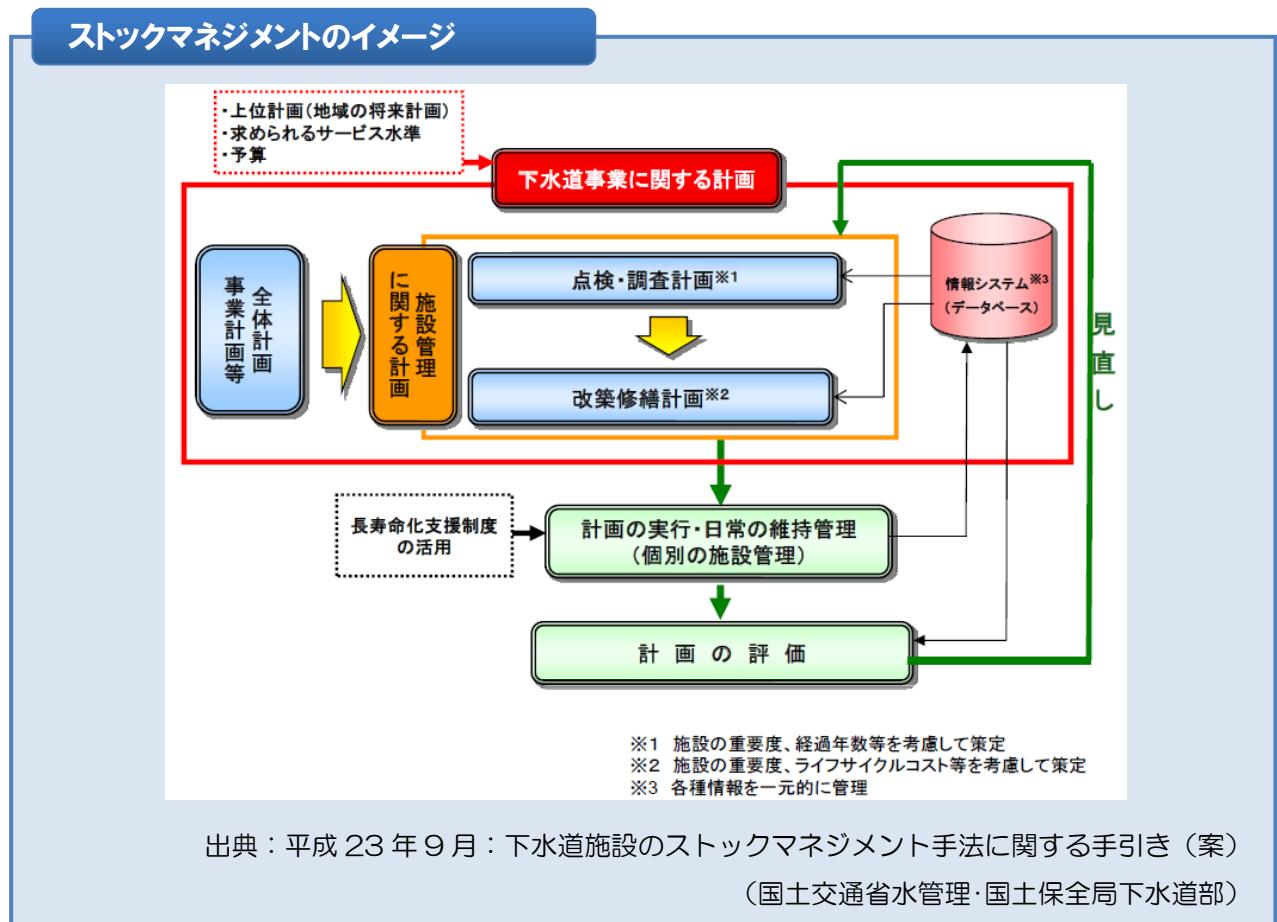 ストックマネジメントのイメージ
・上位計画（地域の将来計画）
・求められるサービス水準
・予算
下水道事業に関する計画
全体計画
事業計画等
施設管理
に関する計画
点検・調査計画※1
改築修繕計画※2
情報システム※3
（データベース）
見直し
長寿命化支援制度
の活用
計画の実行・日常の維持管理
（個別の施設管理）
計画の評価
※1 施設の重要度、経過年数等を考慮して策定
※2 施設の重要度、ライフサイクルコスト等を考慮して策定
※3 各種情報を一元的に管理
出典：平成 23 年 9 月：下水道施設のストックマネジメント手法に関する手引き（案）
（国土交通省水管理･国土保全局下水道部）